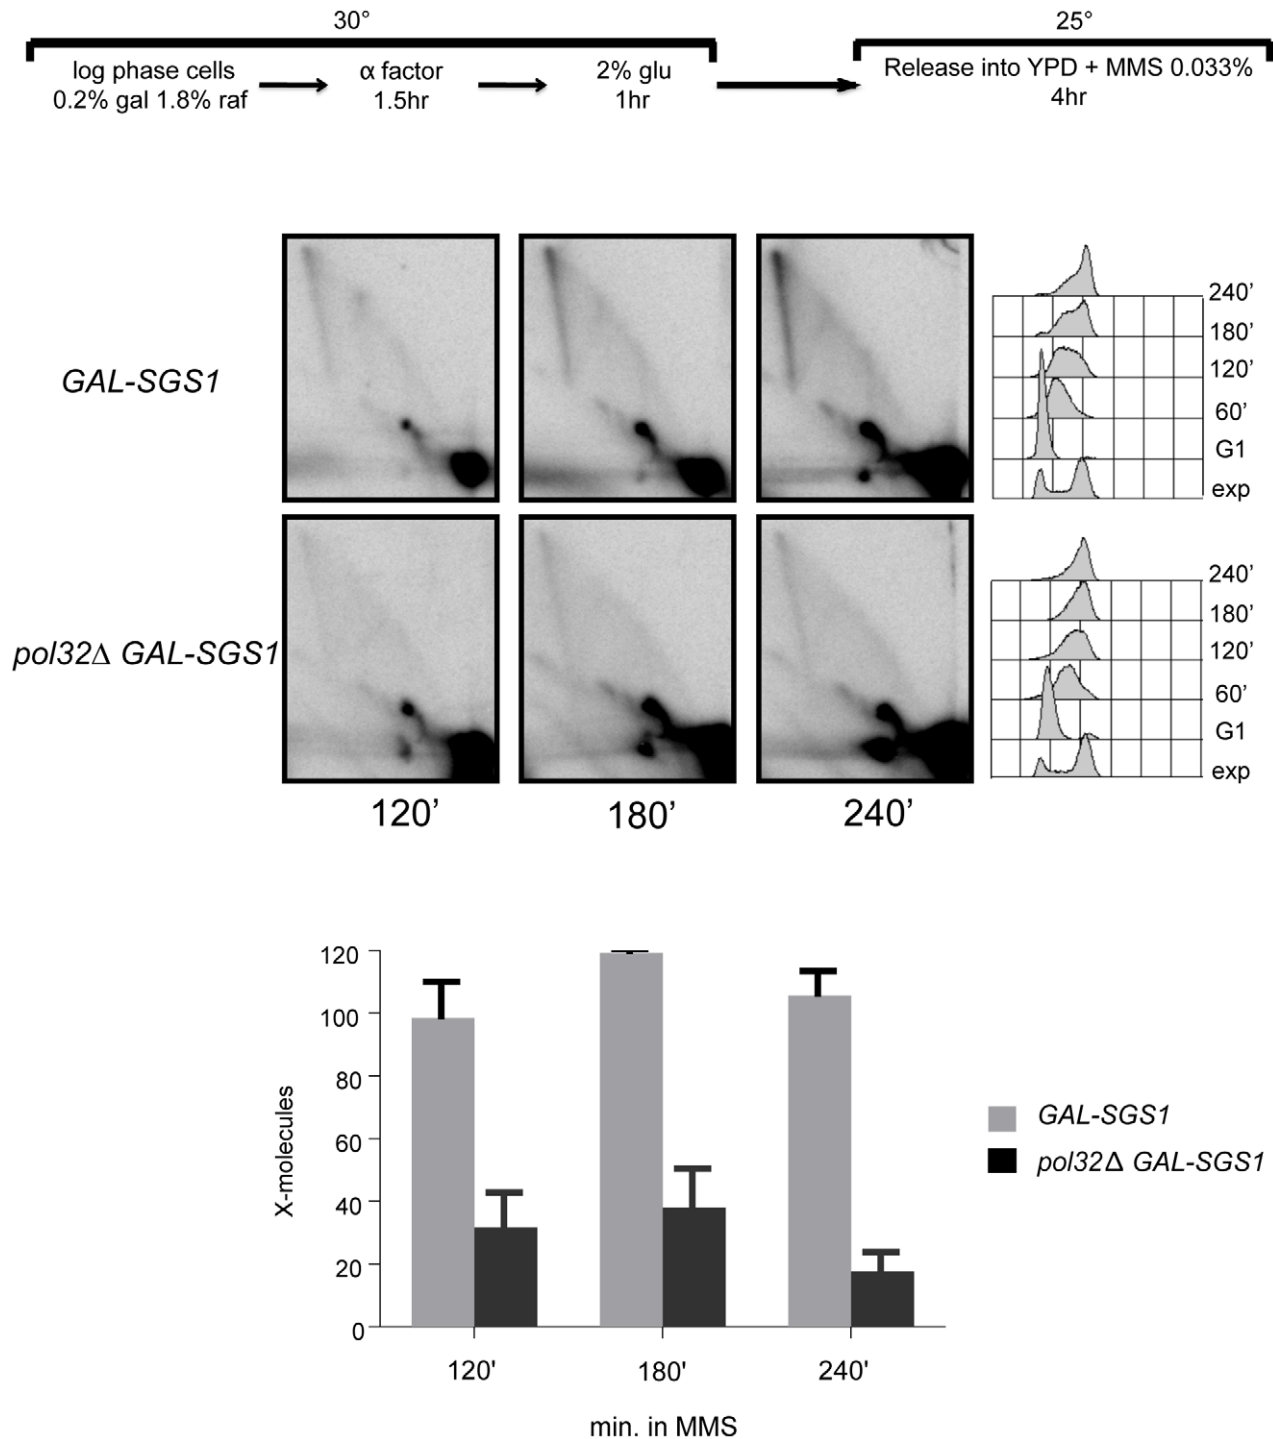 30°
25°
log phase cells
0.2% gal 1.8% raf
α factor
1.5hr
2% glu
1hr
Release into YPD + MMS 0.033%
4hr
GAL-SGS1
240’
180’
120’
60’
G1
exp
pol32Δ GAL-SGS1
240’
180’
120’
60’
G1
exp
120’
180’
240’
120
100
80
60
40
20
0
X-molecules
120'
180'
240'
min. in MMS
GAL-SGS1
pol32Δ GAL-SGS1